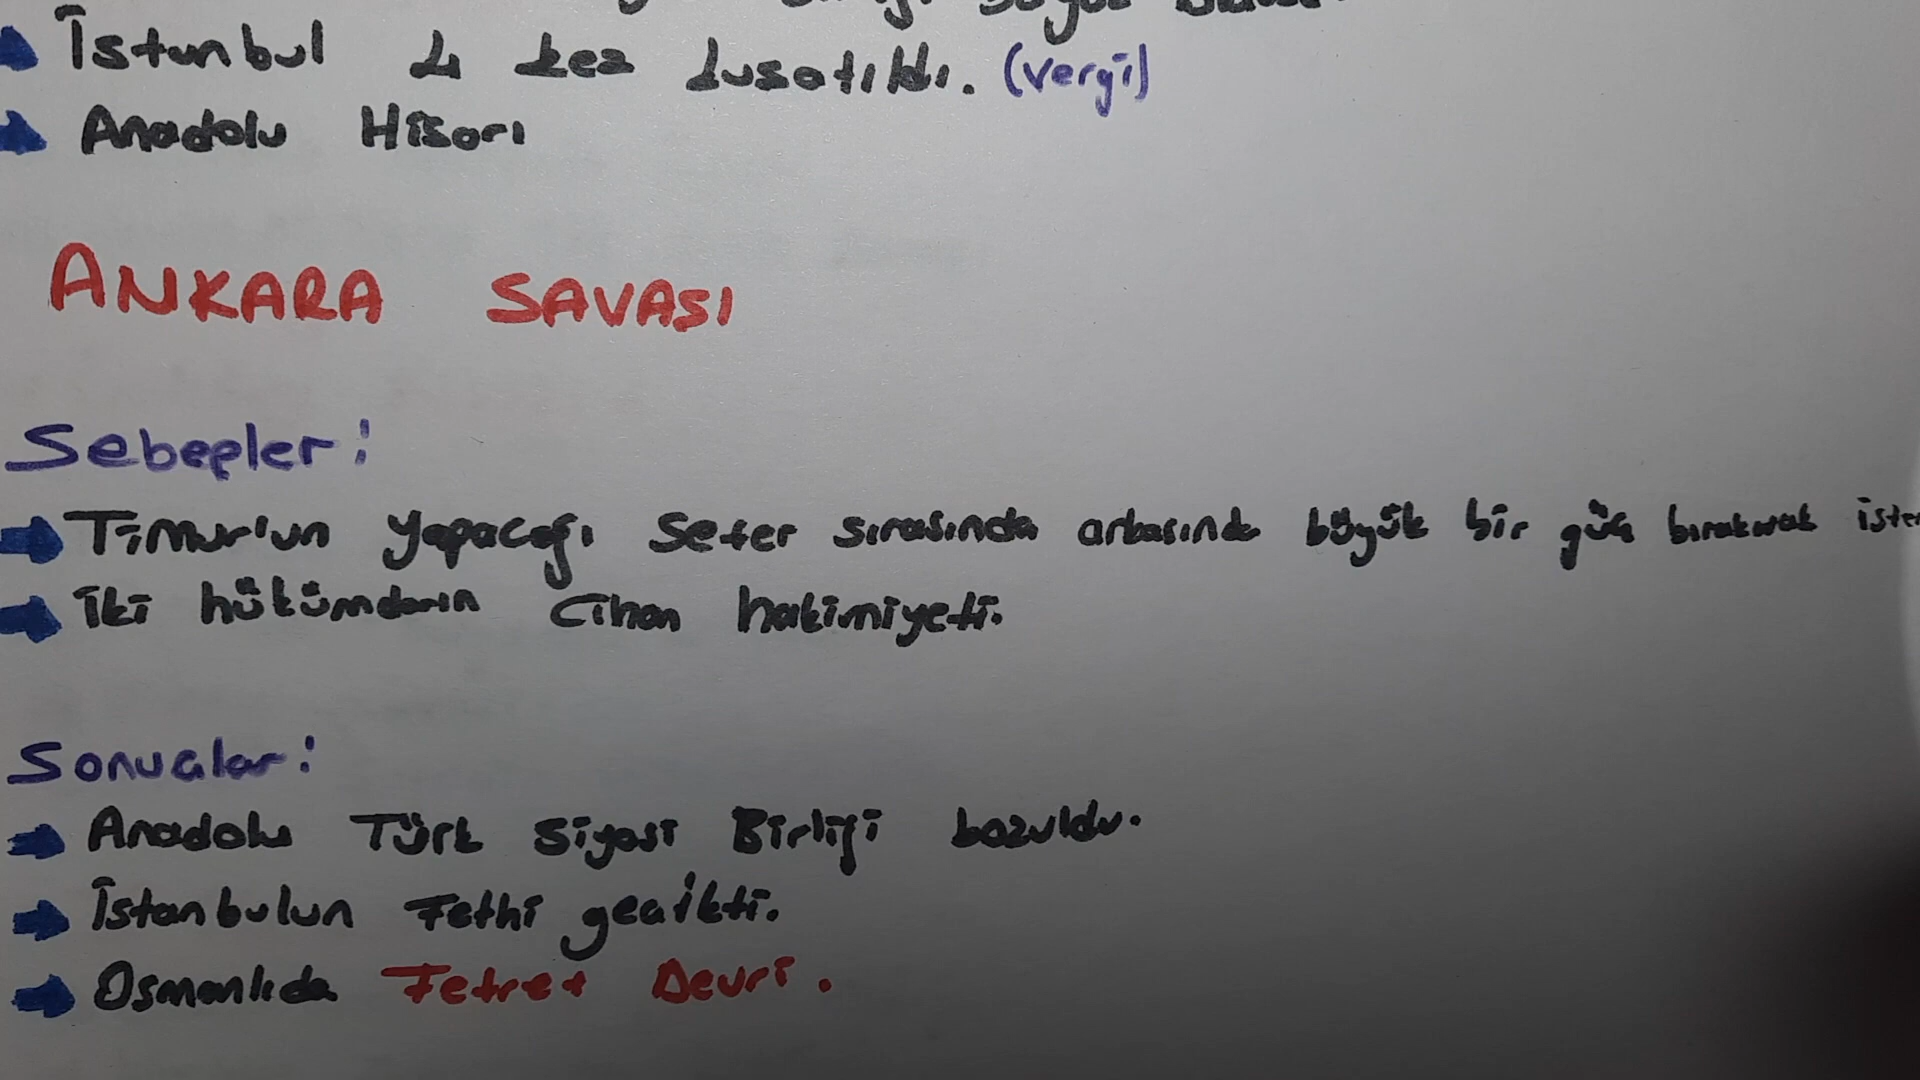 İstanbul 4 kez kuşatıldı. (Vergi)
Anadolu Hisarı
ANKARA SAVAŞI
Sebepler:
Timur'un yapacağı sefer sırasında arkasında büyük bir güç bırakmak
İki hükümdarın Cihan hakimiyeti.
Sonuçlar:
Anadolu Türk Siyasi Birliği bozuldu.
İstanbulun Fethi gecikti.
Osmanlıda Fetret Devri.